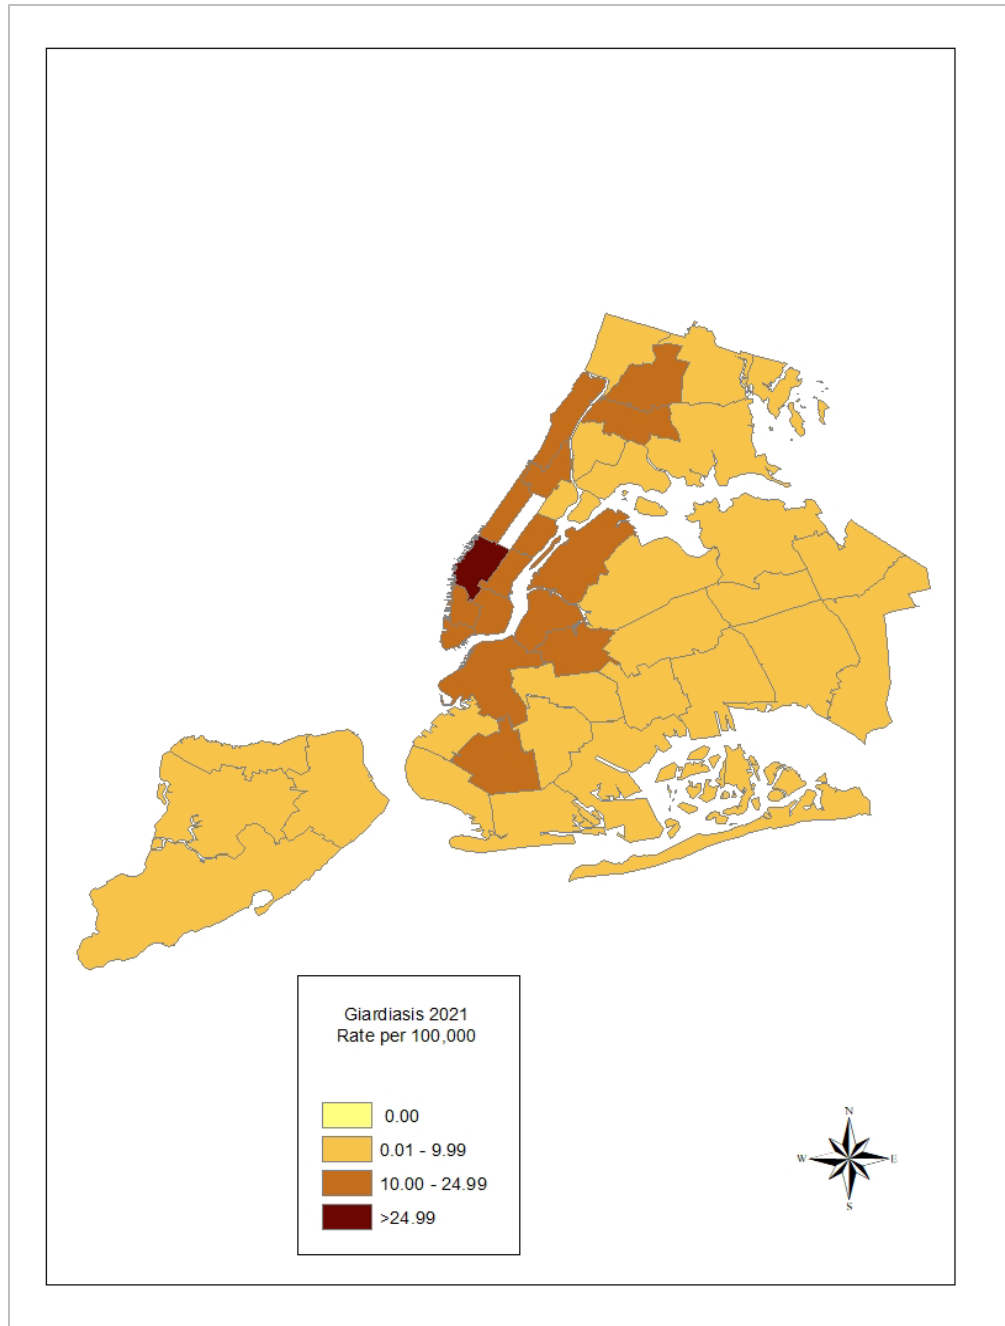 Giardiasis 2021
Rate per 100,000
0.00
0.01 - 9.99
10.00 - 24.99
>24.99
N
W E
S